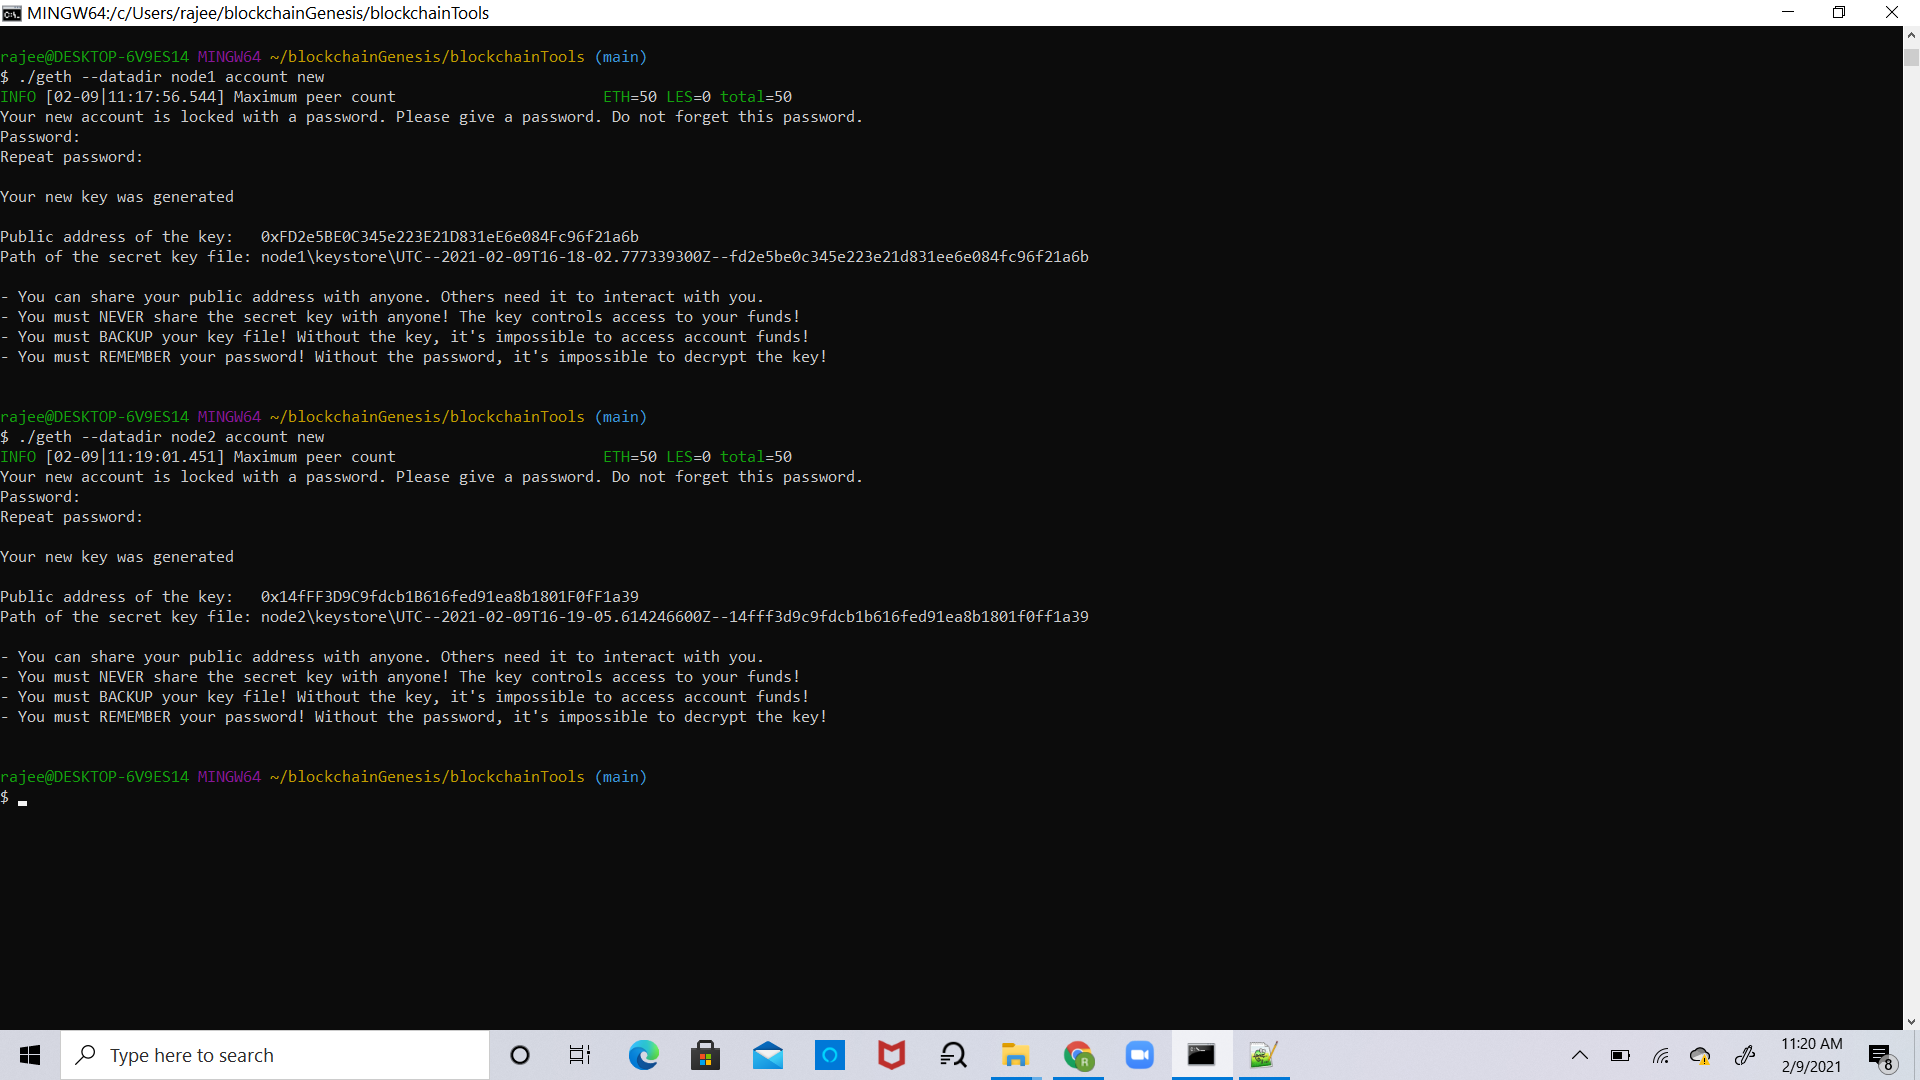 MINGW64:/c/Users/rajee/blockchainGenesis/blockchainTools
rajee@DESKTOP-6V9ES14 MINGW64 ~/blockchainGenesis/blockchainTools (main)
$ ./geth --datadir node1 account new
INFO [02-09|11:17:56.544] Maximum peer count ETH=50 LES=0 total=50
Your new account is locked with a password. Please give a password. Do not forget this password.
Password:
Repeat password:
Your new key was generated
Public address of the key: 0xFD2e5BE0C345e223E21D831eE6e084Fc96f21a6b
Path of the secret key file: node1\keystore\UTC--2021-02-09T16-18-02.777339300Z--fd2e5be0c345e223e21d831ee6e084fc96f21a6b
- You can share your public address with anyone. Others need it to interact with you.
- You must NEVER share the secret key with anyone! The key controls access to your funds!
- You must BACKUP your key file! Without the key, it's impossible to access account funds!
- You must REMEMBER your password! Without the password, it's impossible to decrypt the key!
rajee@DESKTOP-6V9ES14 MINGW64 ~/blockchainGenesis/blockchainTools (main)
$ ./geth --datadir node2 account new
INFO [02-09|11:19:01.451] Maximum peer count ETH=50 LES=0 total=50
Your new account is locked with a password. Please give a password. Do not forget this password.
Password:
Repeat password:
Your new key was generated
Public address of the key: 0x14fFF3D9C9fdcb1B616fed91ea8b1801F0fF1a39
Path of the secret key file: node2\keystore\UTC--2021-02-09T16-19-05.614246600Z--14fff3d9c9fdcb1b616fed91ea8b1801f0ff1a39
- You can share your public address with anyone. Others need it to interact with you.
- You must NEVER share the secret key with anyone! The key controls access to your funds!
- You must BACKUP your key file! Without the key, it's impossible to access account funds!
- You must REMEMBER your password! Without the password, it's impossible to decrypt the key!
rajee@DESKTOP-6V9ES14 MINGW64 ~/blockchainGenesis/blockchainTools (main)
$
Type here to search
R
11:20 AM
2/9/2021
8